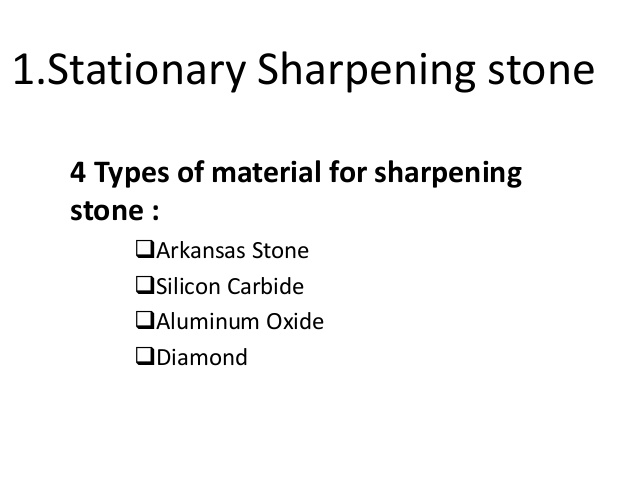 1.Stationary Sharpening stone
4 Types of material for sharpening
stone :
❑Arkansas Stone
❑Silicon Carbide
❑Aluminum Oxide
❑Diamond